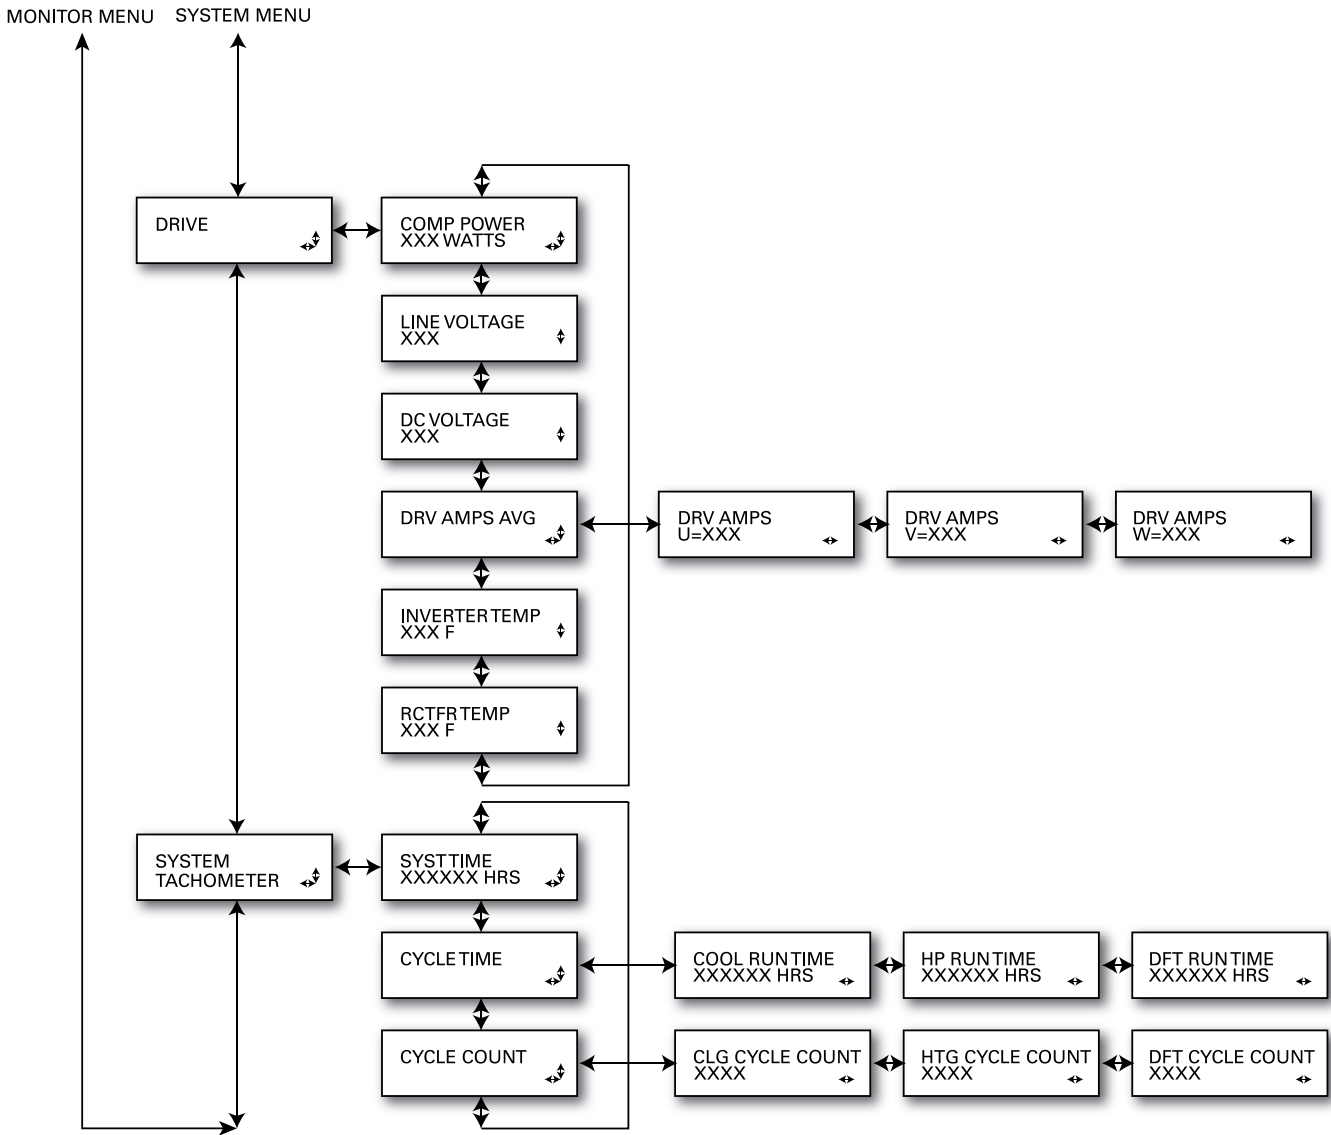 MONITOR MENU
SYSTEM MENU
DRIVE
COMP POWER
XXX WATTS
LINE VOLTAGE
XXX
DC VOLTAGE
XXX
DRV AMPS AVG
DRV AMPS
U=XXX
DRV AMPS
V=XXX
DRV AMPS
W=XXX
INVERTER TEMP
XXX F
RCTFR TEMP
XXX F
SYSTEM
TACHOMETER
SYST TIME
XXXXXX HRS
CYCLE TIME
COOL RUN TIME
XXXXXX HRS
HP RUN TIME
XXXXXX HRS
DFT RUN TIME
XXXXXX HRS
CYCLE COUNT
CLG CYCLE COUNT
XXXX
HTG CYCLE COUNT
XXXX
DFT CYCLE COUNT
XXXX